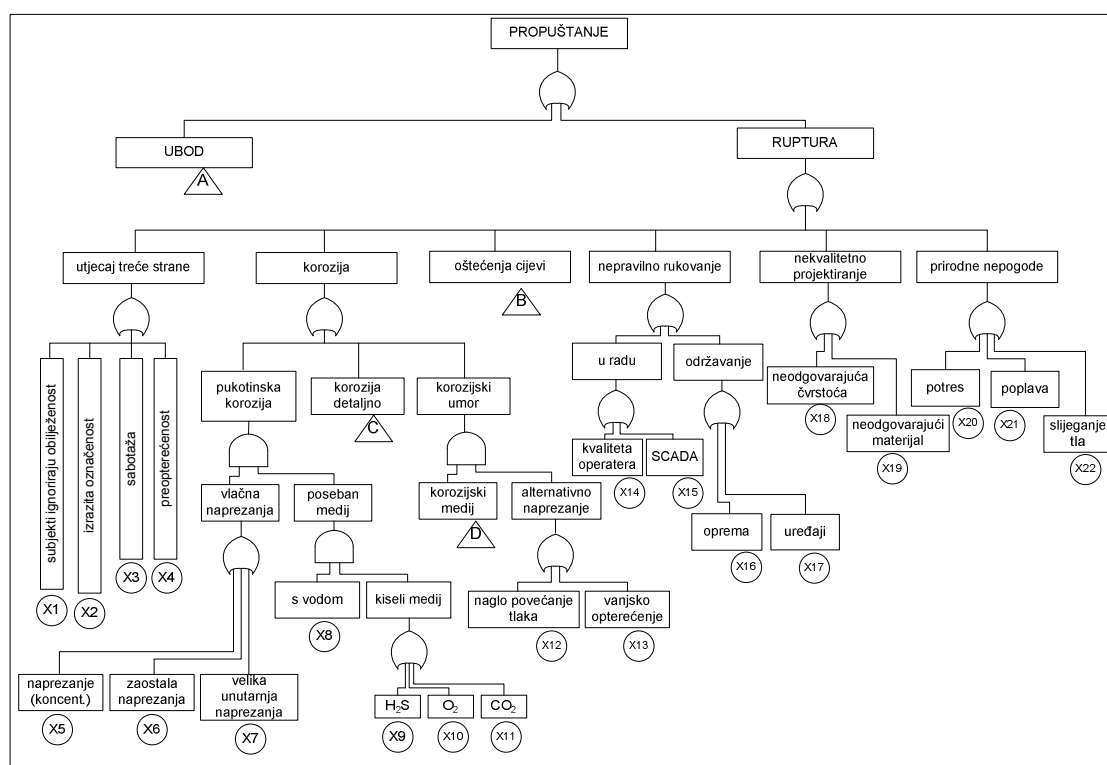 PROPUŠTANJE
UBOD
A
RUPTURA
utjecaj treće strane
korozija
oštećenja cijevi
B
nepravilno rukovanje
nekvalitetno
projektiranje
prirodne nepogode
subjekti ignoriraju obilježenost
X1
izrazita označenost
X2
sabotaža
X3
preopterećenost
X4
pukotinska
korozija
korozija
detaljno
C
korozijski
umor
u radu
održavanje
neodgovarajuća
čvrstoća
X18
neodgovarajući
materijal
X19
potres
X20
poplava
X21
slijeganje
tla
X22
vlačna
naprezanja
poseban
medij
korozijski
medij
D
alternativno
naprezanje
kvaliteta
operatera
X14
SCADA
X15
oprema
X16
uređaji
X17
s vodom
X8
kiseli medij
naglo povećanje
tlaka
X12
vanjsko
opterećenje
X13
naprezanje
(koncent.)
X5
zaostala
naprezanja
X6
velika
unutarnja
naprezanja
X7
H2S
X9
O2
X10
CO2
X11